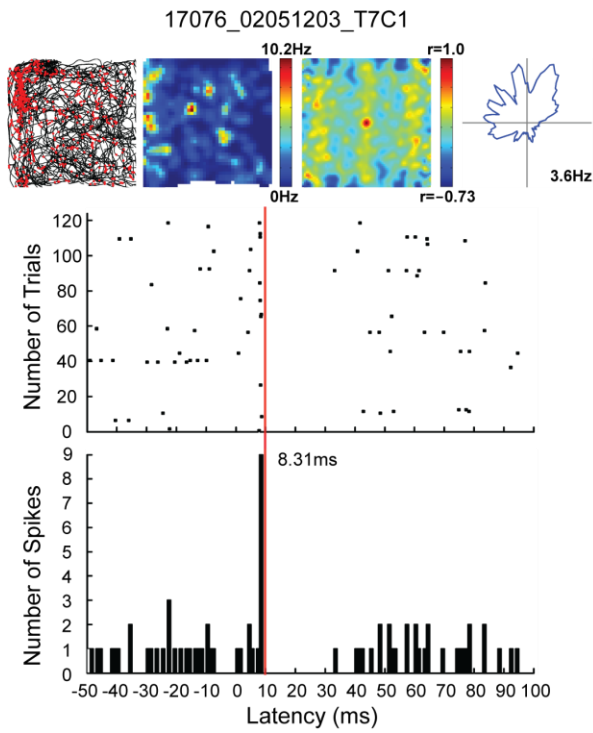 17076_02051203_T7C1
10.2Hz r=1.0
0Hz r=−0.73 3.6Hz
Number of Trials
120
100
80
60
40
20
0
Number of Spikes
9
8
7
6
5
4
3
2
1
0
8.31ms
-50 -40 -30 -20 -10 0 10 20 30 40 50 60 70 80 90 100
Latency (ms)